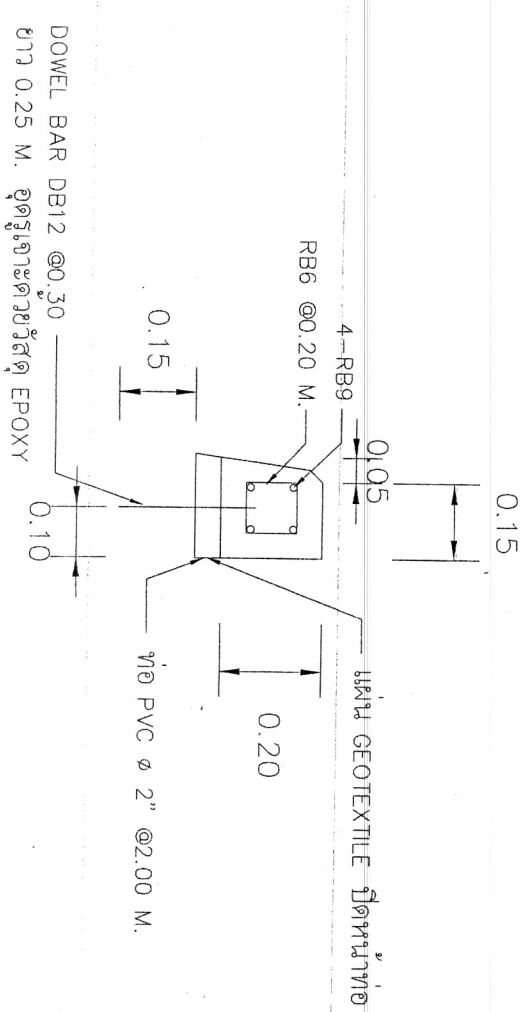 0.15
0.05
แผ่น GEOTEXTILE ปิดหน้าท่อ
4-RB9
RB6 @0.20 M.
0.20
0.15
ท่อ PVC ø 2" @2.00 M.
0.10
DOWEL BAR DB12 @0.30
ยาว 0.25 M. อุดรูเจาะด้วยวัสดุ EPOXY